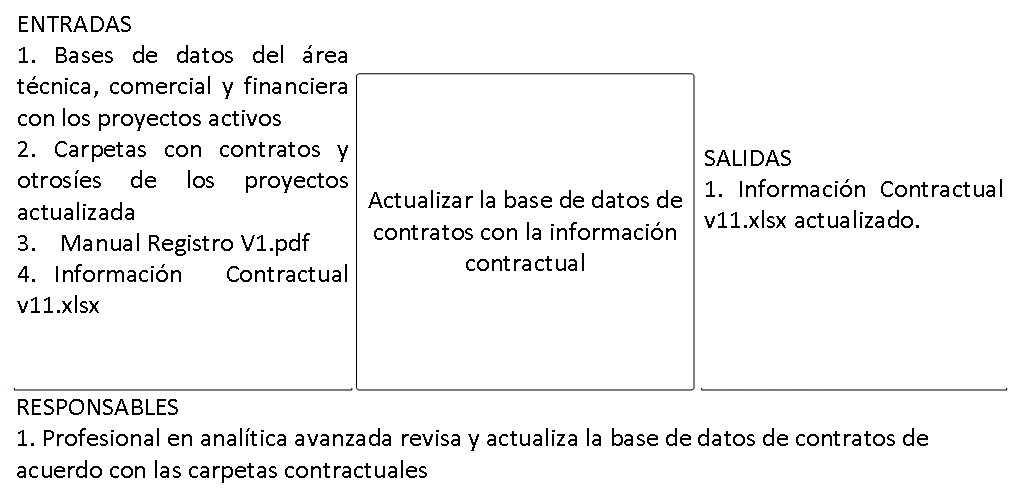 ENTRADAS
1. Bases de datos del área
técnica, comercial y financiera
con los proyectos activos
2. Carpetas con contratos y
otrosíes de los proyectos
actualizada
3. Manual Registro V1.pdf
4. Información Contractual
v11.xlsx
Actualizar la base de datos de
contratos con la información
contractual
SALIDAS
1. Información Contractual
v11.xlsx actualizado.
RESPONSABLES
1. Profesional en analítica avanzada revisa y actualiza la base de datos de contratos de
acuerdo con las carpetas contractuales